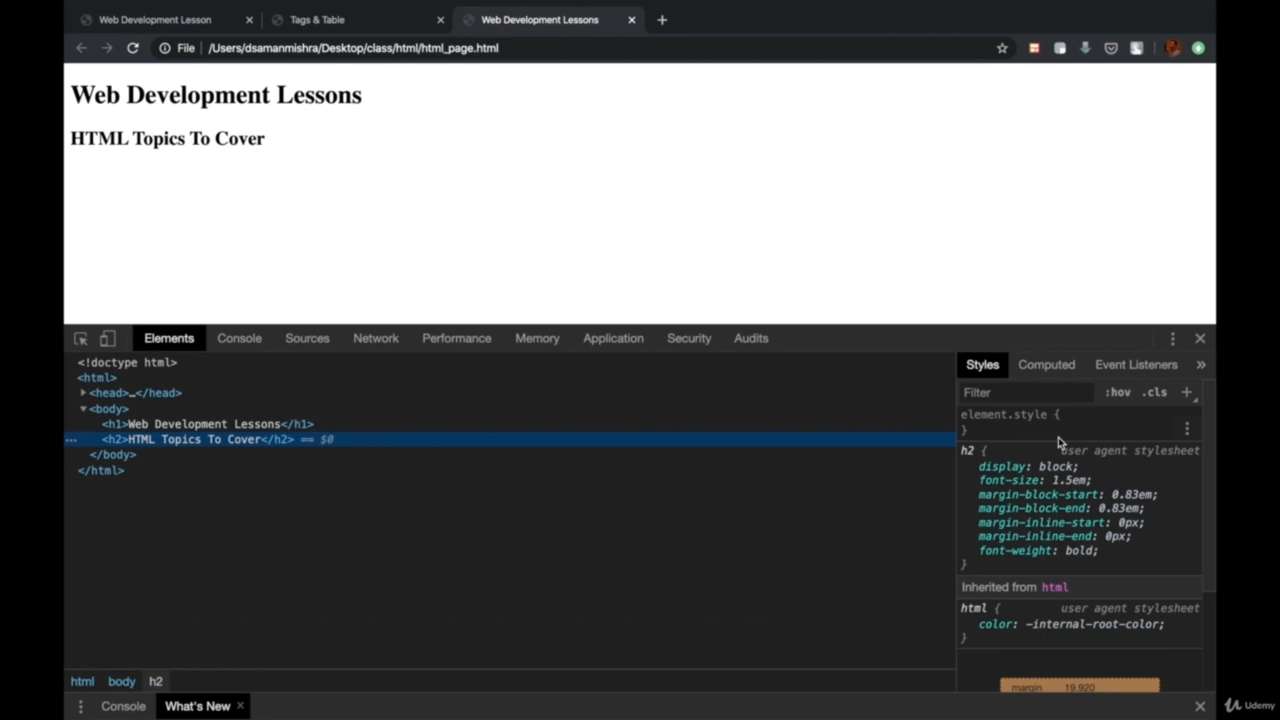 Web Development Lesson
Tags & Table
Web Development Lessons
File /Users/dsamanmishra/Desktop/class/html/html_page.html
Web Development Lessons
HTML Topics To Cover
Elements Console Sources Network Performance Memory Application Security Audits
<!doctype html>
<html>
<head>…</head>
<body>
<h1>Web Development Lessons</h1>
<h2>HTML Topics To Cover</h2> == $0
</body>
</html>
Styles Computed Event Listeners »
Filter :hov .cls +
element.style {
}
h2 { user agent stylesheet
display: block;
font-size: 1.5em;
margin-block-start: 0.83em;
margin-block-end: 0.83em;
margin-inline-start: 0px;
margin-inline-end: 0px;
font-weight: bold;
}
Inherited from html
html { user agent stylesheet
color: -internal-root-color;
}
margin 19.920
html body h2
Console What's New
Udemy